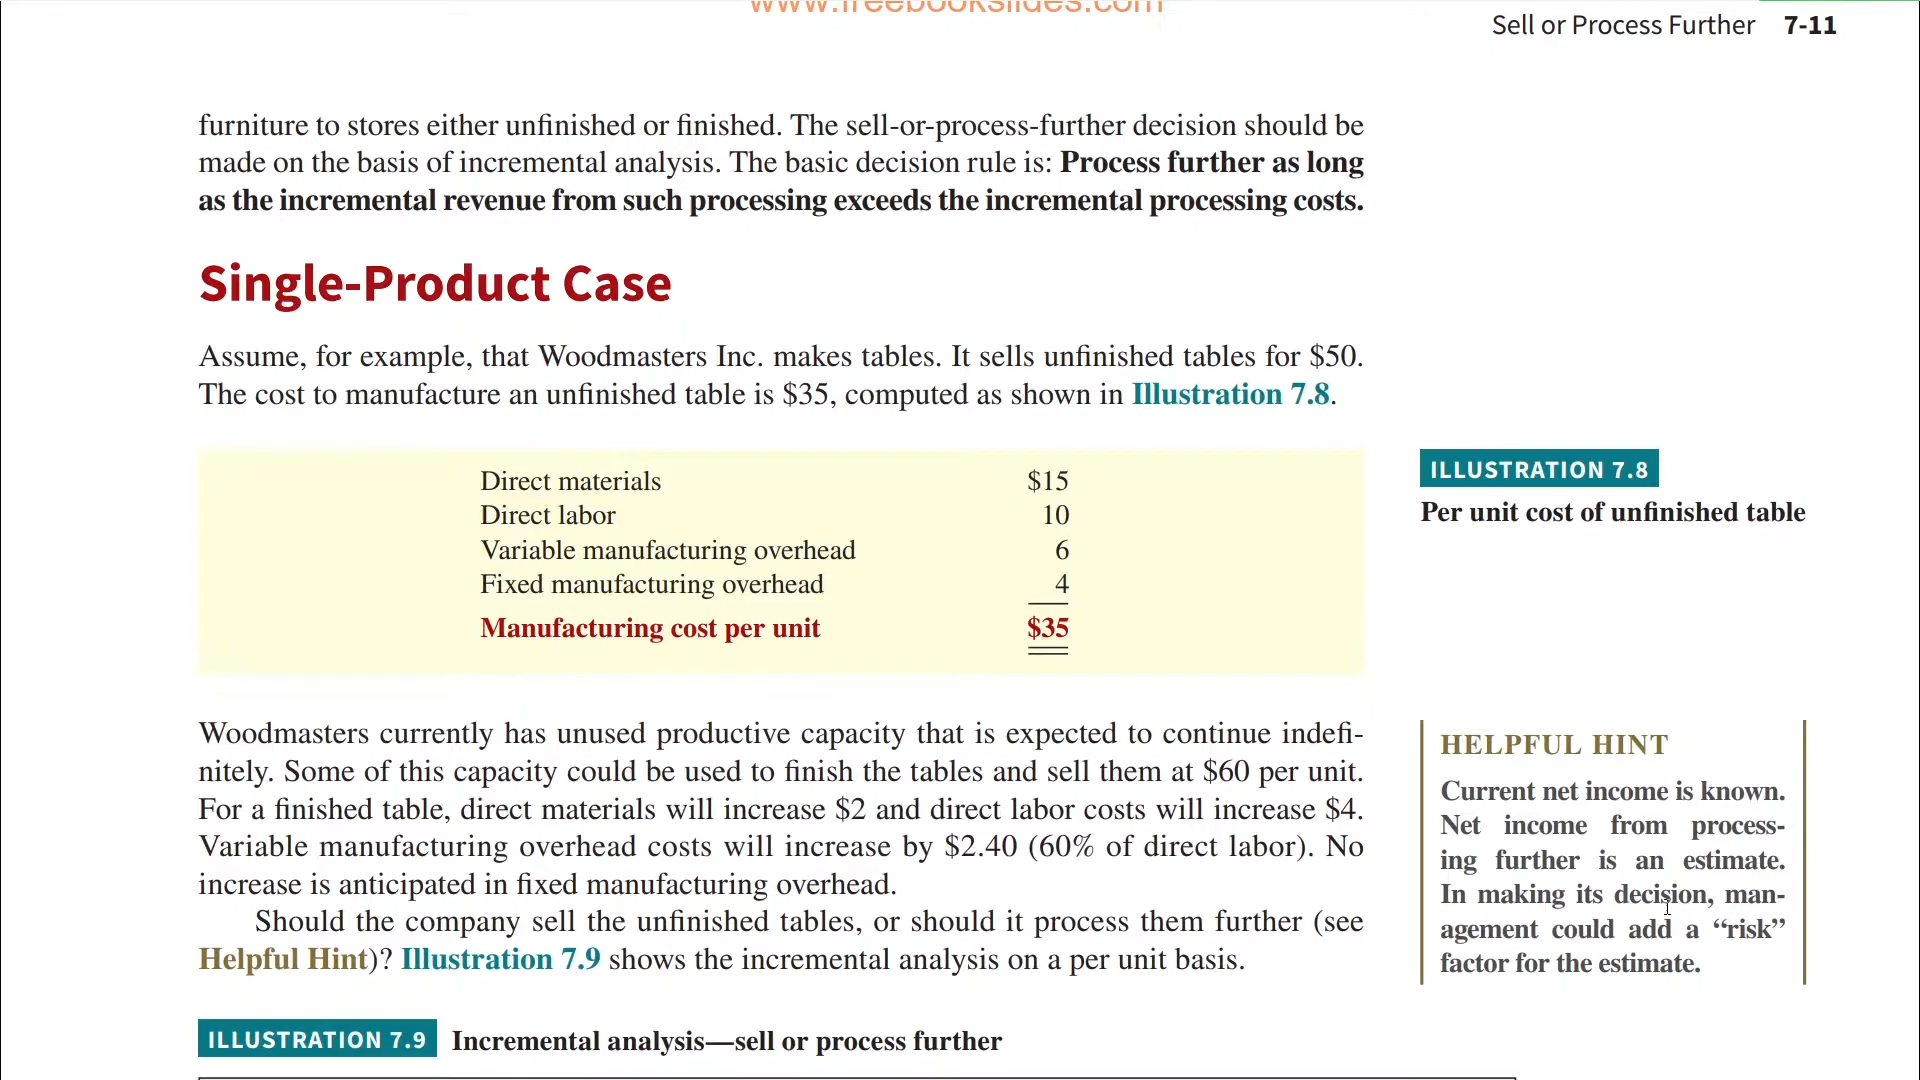 www.freebookslides.com
Sell or Process Further 7-11
furniture to stores either unfinished or finished. The sell-or-process-further decision should be
made on the basis of incremental analysis. The basic decision rule is: Process further as long
as the incremental revenue from such processing exceeds the incremental processing costs.
Single-Product Case
Assume, for example, that Woodmasters Inc. makes tables. It sells unfinished tables for $50.
The cost to manufacture an unfinished table is $35, computed as shown in Illustration 7.8.
Direct materials $15
Direct labor 10
Variable manufacturing overhead 6
Fixed manufacturing overhead 4
Manufacturing cost per unit $35
ILLUSTRATION 7.8
Per unit cost of unfinished table
Woodmasters currently has unused productive capacity that is expected to continue indefi-
nitely. Some of this capacity could be used to finish the tables and sell them at $60 per unit.
For a finished table, direct materials will increase $2 and direct labor costs will increase $4.
Variable manufacturing overhead costs will increase by $2.40 (60% of direct labor). No
increase is anticipated in fixed manufacturing overhead.
Should the company sell the unfinished tables, or should it process them further (see
Helpful Hint)? Illustration 7.9 shows the incremental analysis on a per unit basis.
HELPFUL HINT
Current net income is known.
Net income from process-
ing further is an estimate.
In making its decision, man-
agement could add a “risk”
factor for the estimate.
ILLUSTRATION 7.9 Incremental analysis—sell or process further